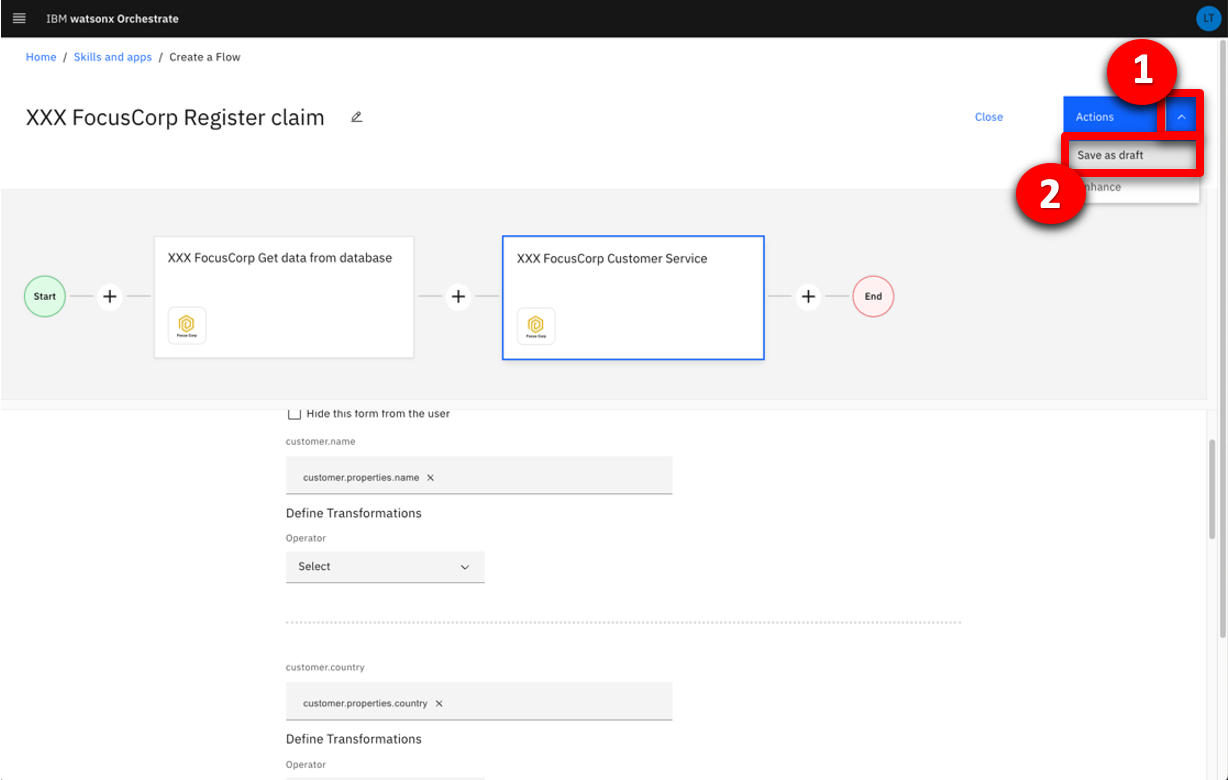 IBM watsonx Orchestrate
LT
Home / Skills and apps / Create a Flow
1
XXX FocusCorp Register claim
Close
Actions
Save as draft
2
nhance
XXX FocusCorp Get data from database
XXX FocusCorp Customer Service
Start
End
Focus Corp
Focus Corp
Hide this form from the user
customer.name
customer.properties.name
Define Transformations
Operator
Select
customer.country
customer.properties.country
Define Transformations
Operator